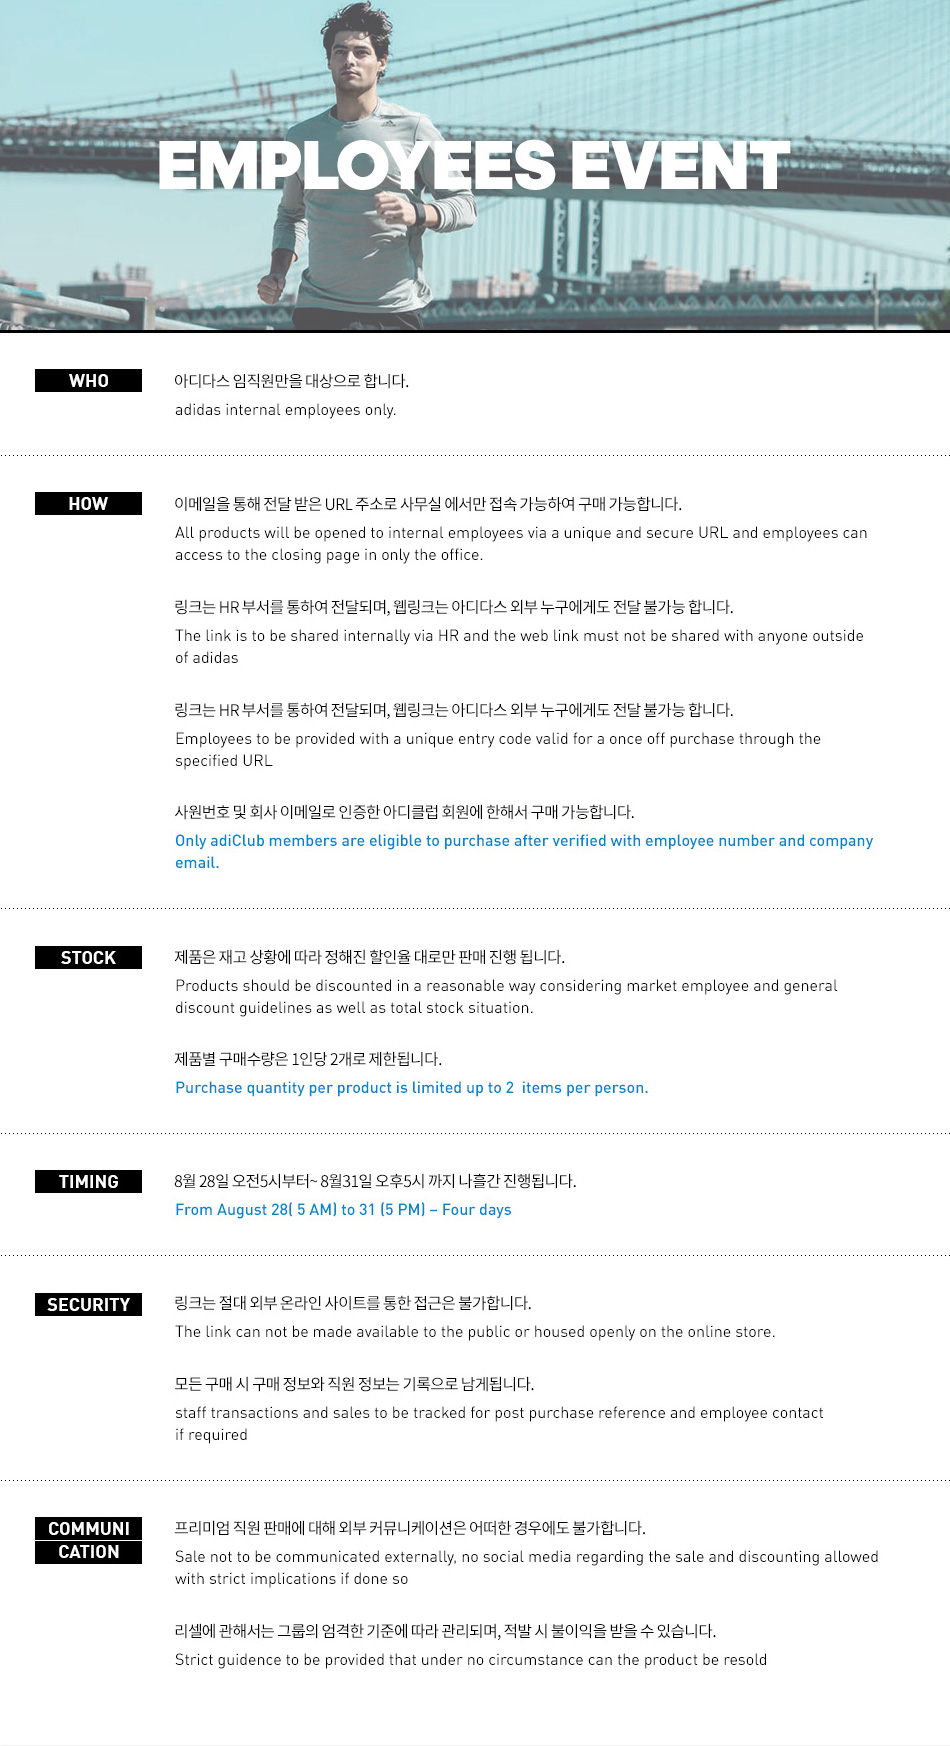 EMPLOYEES EVENT
WHO
아디다스 임직원만을 대상으로 합니다.
adidas internal employees only.
HOW
이메일을 통해 전달 받은 URL 주소로 사무실 에서만 접속 가능하여 구매 가능합니다.
All products will be opened to internal employees via a unique and secure URL and employees can
access to the closing page in only the office.
링크는 HR 부서를 통하여 전달되며, 웹링크는 아디다스 외부 누구에게도 전달 불가능 합니다.
The link is to be shared internally via HR and the web link must not be shared with anyone outside
of adidas
링크는 HR 부서를 통하여 전달되며, 웹링크는 아디다스 외부 누구에게도 전달 불가능 합니다.
Employees to be provided with a unique entry code valid for a once off purchase through the
specified URL
사원번호 및 회사 이메일로 인증한 아디클럽 회원에 한해서 구매 가능합니다.
Only adiClub members are eligible to purchase after verified with employee number and company
email.
STOCK
제품은 재고 상황에 따라 정해진 할인율 대로만 판매 진행 됩니다.
Products should be discounted in a reasonable way considering market employee and general
discount guidelines as well as total stock situation.
제품별 구매수량은 1인당 2개로 제한됩니다.
Purchase quantity per product is limited up to 2 items per person.
TIMING
8월 28일 오전5시부터~ 8월31일 오후5시 까지 나흘간 진행됩니다.
From August 28( 5 AM) to 31 (5 PM) – Four days
SECURITY
링크는 절대 외부 온라인 사이트를 통한 접근은 불가합니다.
The link can not be made available to the public or housed openly on the online store.
모든 구매 시 구매 정보와 직원 정보는 기록으로 남게됩니다.
staff transactions and sales to be tracked for post purchase reference and employee contact
if required
COMMUNI
CATION
프리미엄 직원 판매에 대해 외부 커뮤니케이션은 어떠한 경우에도 불가합니다.
Sale not to be communicated externally, no social media regarding the sale and discounting allowed
with strict implications if done so
리셀에 관해서는 그룹의 엄격한 기준에 따라 관리되며, 적발 시 불이익을 받을 수 있습니다.
Strict guidence to be provided that under no circumstance can the product be resold